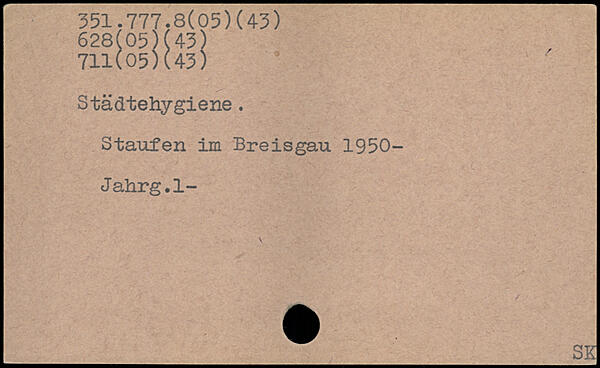 351.777.8(05)(43)
628(05)(43)
711(05)(43)
Städtehygiene.
Staufen im Breisgau 1950-
Jahrg.1-
SK